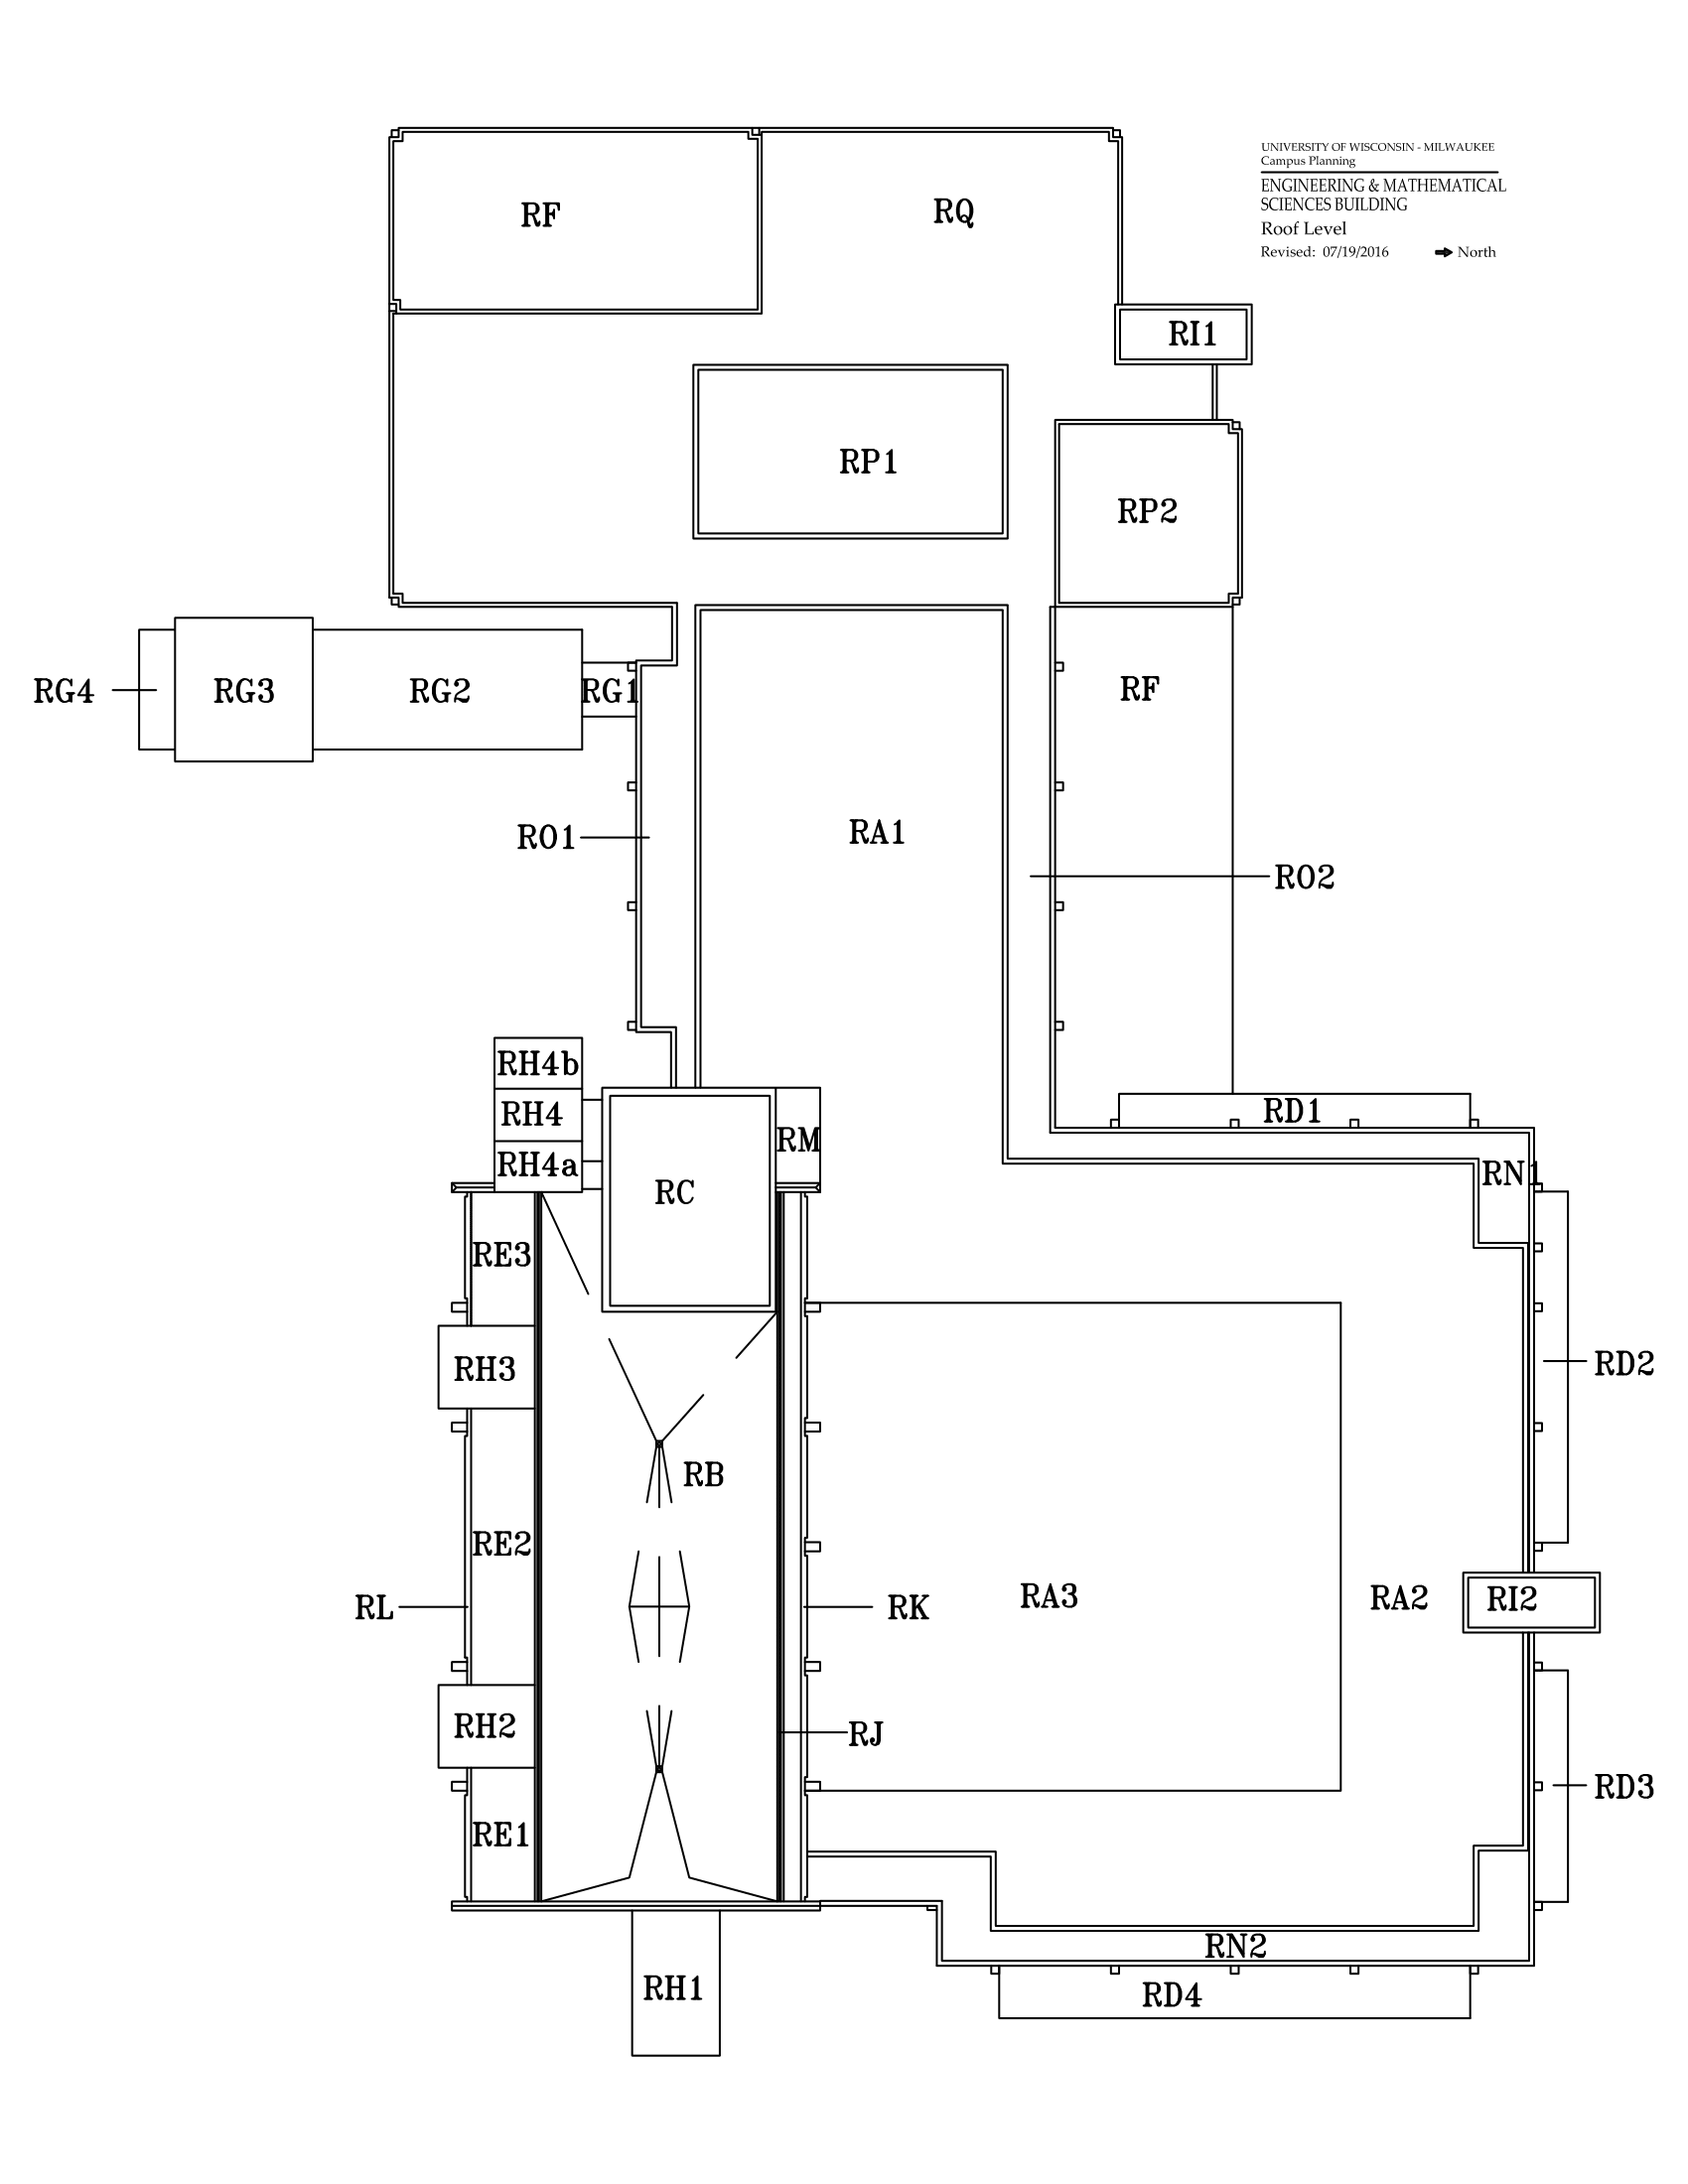 UNIVERSITY OF WISCONSIN - MILWAUKEE
Campus Planning
ENGINEERING & MATHEMATICAL
SCIENCES BUILDING
Roof Level
Revised: 07/19/2016 North
RF
RQ
RI1
RP1
RP2
RG4
RG3
RG2
RG1
RF
RA1
RO1
RO2
RH4b
RH4
RH4a
RD1
RM
RN1
RC
RE3
RH3
RD2
RB
RE2
RL
RK
RA3
RA2
RI2
RH2
RJ
RD3
RE1
RN2
RH1
RD4